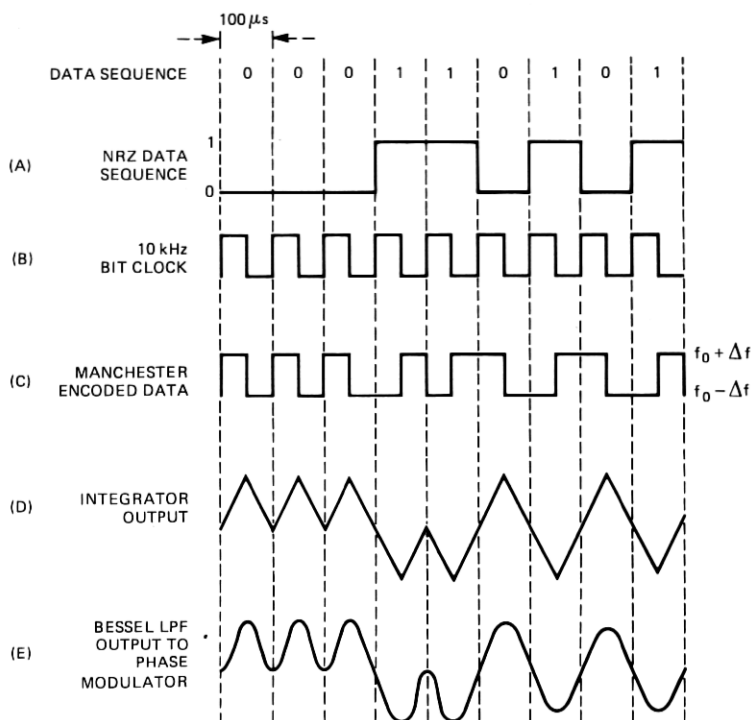 100 μs
DATA SEQUENCE 0 0 0 1 1 0 1 0 1
(A) NRZ DATA
SEQUENCE
1
0
(B) 10 kHz
BIT CLOCK
(C) MANCHESTER
ENCODED DATA
f₀ + Δf
f₀ − Δf
(D) INTEGRATOR
OUTPUT
(E) BESSEL LPF
OUTPUT TO
PHASE
MODULATOR